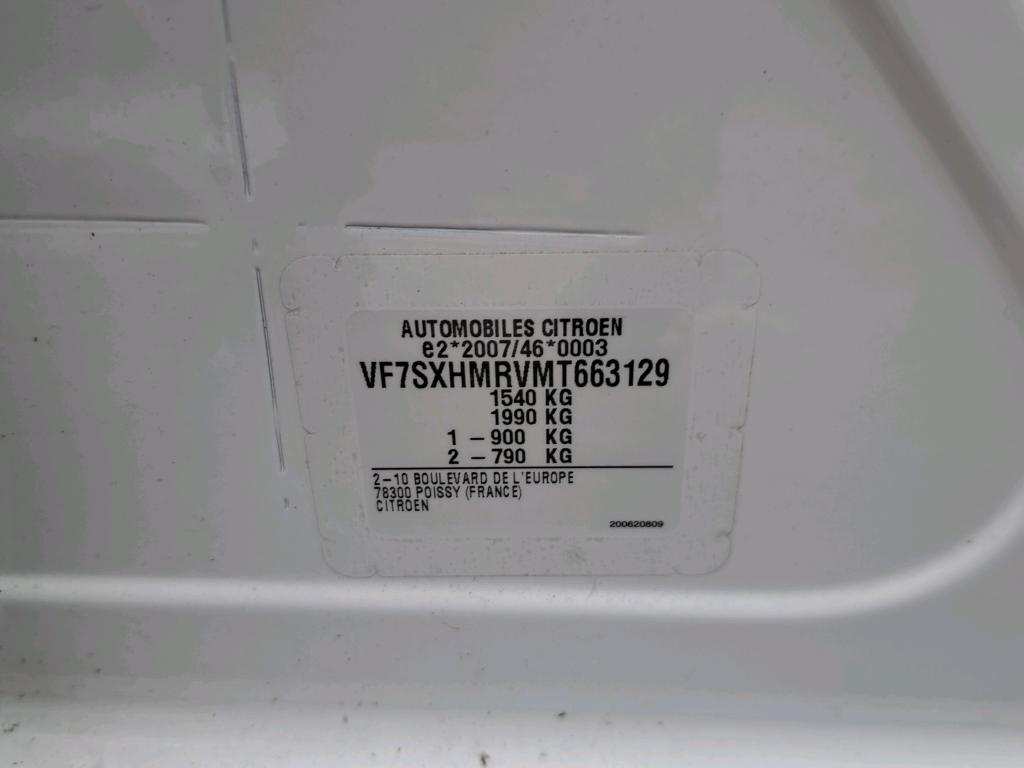 AUTOMOBILES CITROEN
e2*2007/46*0003
VF7SXHMRVMT663129
1540 KG
1990 KG
1 – 900 KG
2 – 790 KG
2–10 BOULEVARD DE L'EUROPE
78300 POISSY (FRANCE)
CITROEN
200620809